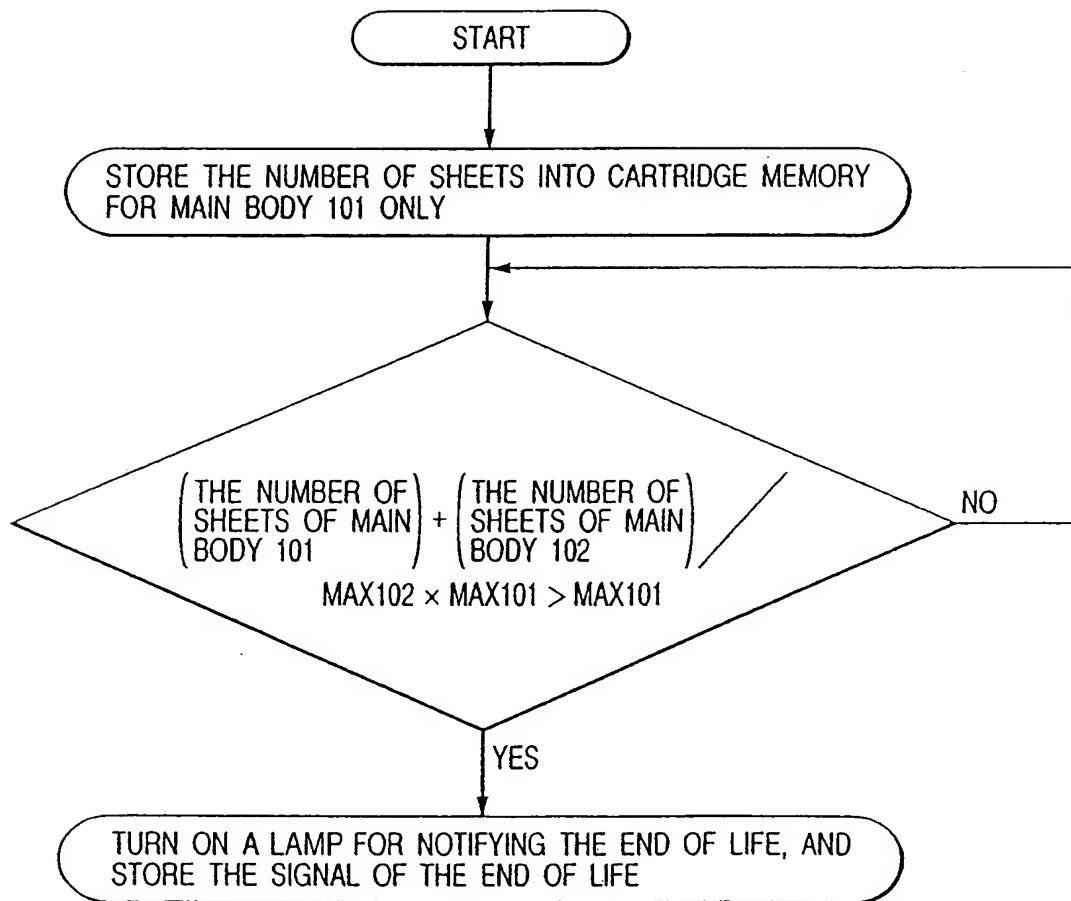 START
STORE THE NUMBER OF SHEETS INTO CARTRIDGE MEMORY
FOR MAIN BODY 101 ONLY
(THE NUMBER OF
SHEETS OF MAIN
BODY 101)
+
(THE NUMBER OF
SHEETS OF MAIN
BODY 102)
/
MAX102 × MAX101 > MAX101
NO
YES
TURN ON A LAMP FOR NOTIFYING THE END OF LIFE, AND
STORE THE SIGNAL OF THE END OF LIFE